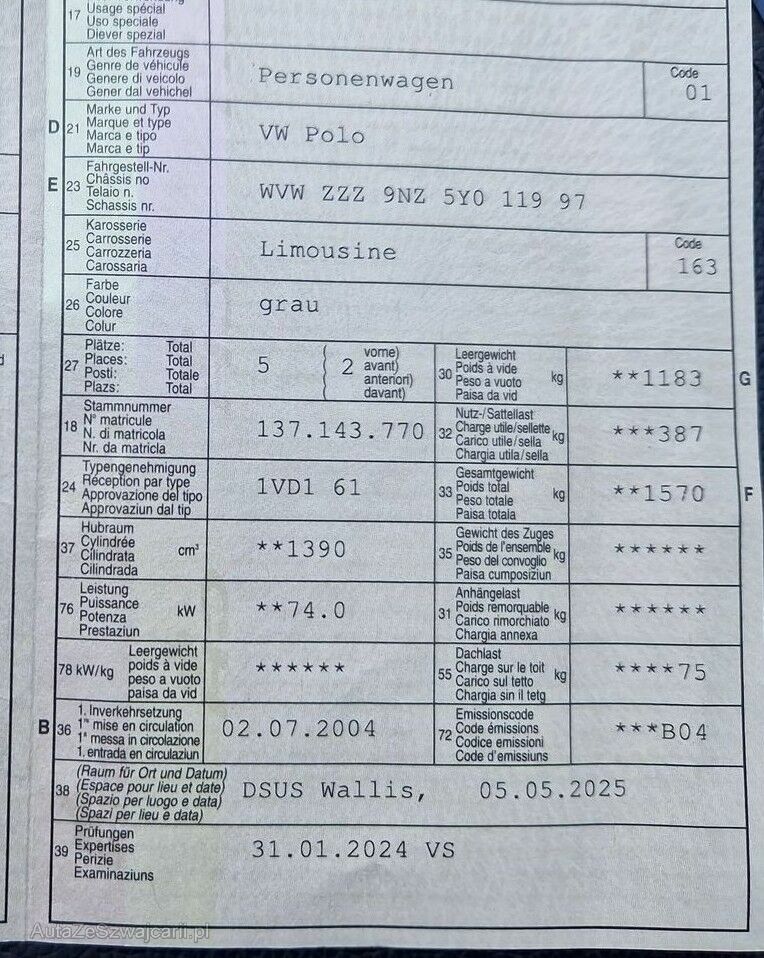 17 Usage spécial
Uso speciale
Diever spezial
19 Art des Fahrzeugs
Genre de véhicule
Genere di veicolo
Gener dal vehichel
Personenwagen
Code
01
D 21 Marke und Typ
Marque et type
Marca e tipo
Marca e tip
VW Polo
E 23 Fahrgestell-Nr.
Châssis no
Telaio n.
Schassis nr.
WVW ZZZ 9NZ 5Y0 119 97
25 Karosserie
Carrosserie
Carrozzeria
Carossaria
Limousine
Code
163
26 Farbe
Couleur
Colore
Colur
grau
27 Plätze: Total
Places: Total
Posti: Totale
Plazs: Total
5 ( 2 vorne)
( avant)
( anteriori)
( davant)
30 Leergewicht
Poids à vide
Peso a vuoto
Paisa da vid
kg
**1183
G
18 Stammnummer
N° matricule
N. di matricola
Nr. da matricla
137.143.770
32 Nutz-/Sattellast
Charge utile/sellette
Carico utile/sella
Chargia utila/sella
kg
***387
24 Typengenehmigung
Réception par type
Approvazione del tipo
Approvaziun dal tip
1VD1 61
33 Gesamtgewicht
Poids total
Peso totale
Paisa totala
kg
**1570
F
37 Hubraum
Cylindrée
Cilindrata
Cilindrada
cm³
**1390
35 Gewicht des Zuges
Poids de l'ensemble
Peso del convoglio
Paisa cumposiziun
kg
******
76 Leistung
Puissance
Potenza
Prestaziun
kW
**74.0
31 Anhängelast
Poids remorquable
Carico rimorchiato
Chargia annexa
kg
******
78 kW/kg
Leergewicht
poids à vide
peso a vuoto
paisa da vid
******
55 Dachlast
Charge sur le toit
Carico sul tetto
Chargia sin il tetg
kg
****75
B 36 1. Inverkehrsetzung
1re mise en circulation
1a messa in circolazione
1. entrada en circulaziun
02.07.2004
72 Emissionscode
Code émissions
Codice emissioni
Code d'emissiuns
***B04
38 (Raum für Ort und Datum)
(Espace pour lieu et date)
(Spazio per luogo e data)
(Spazi per lieu e data)
DSUS Wallis, 05.05.2025
39 Prüfungen
Expertises
Perizie
Examinaziuns
31.01.2024 VS
AutaZeSzwajcarii.pl